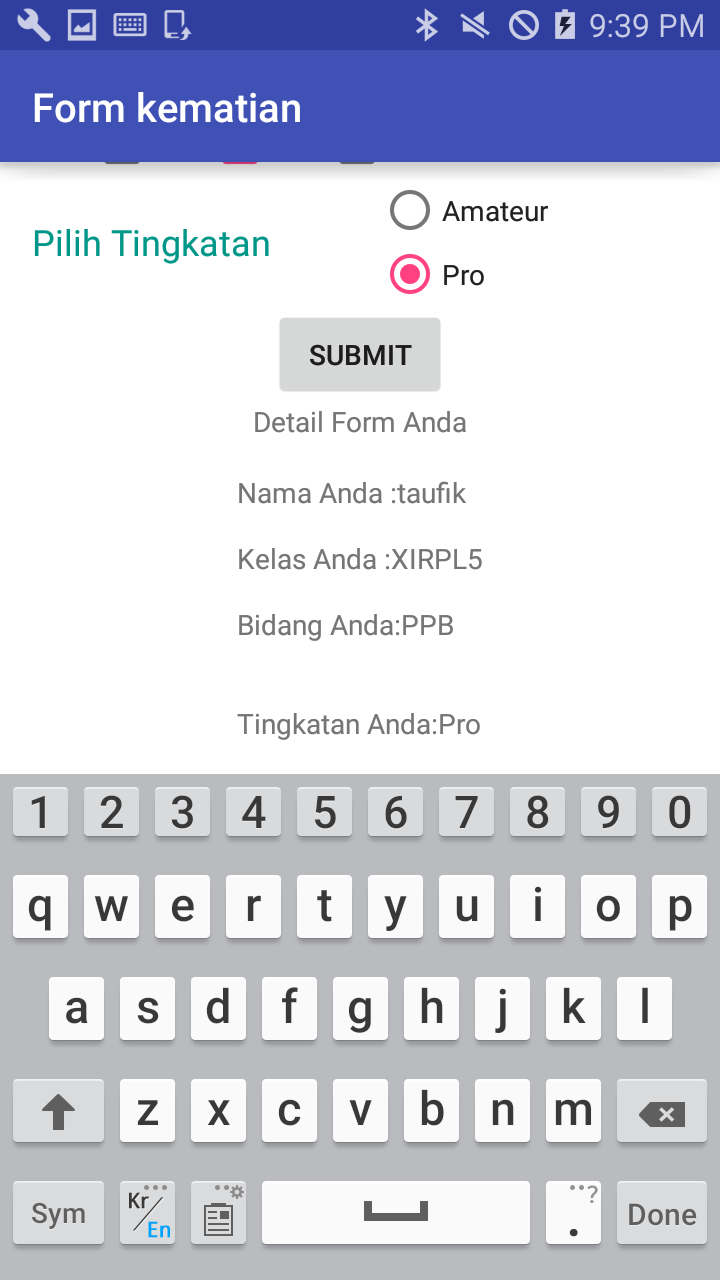 9:39 PM
Form kematian
Amateur
Pilih Tingkatan
Pro
SUBMIT
Detail Form Anda
Nama Anda :taufik
Kelas Anda :XIRPL5
Bidang Anda:PPB
Tingkatan Anda:Pro
1 2 3 4 5 6 7 8 9 0
q w e r t y u i o p
a s d f g h j k l
z x c v b n m
Sym Kr/En . ? Done